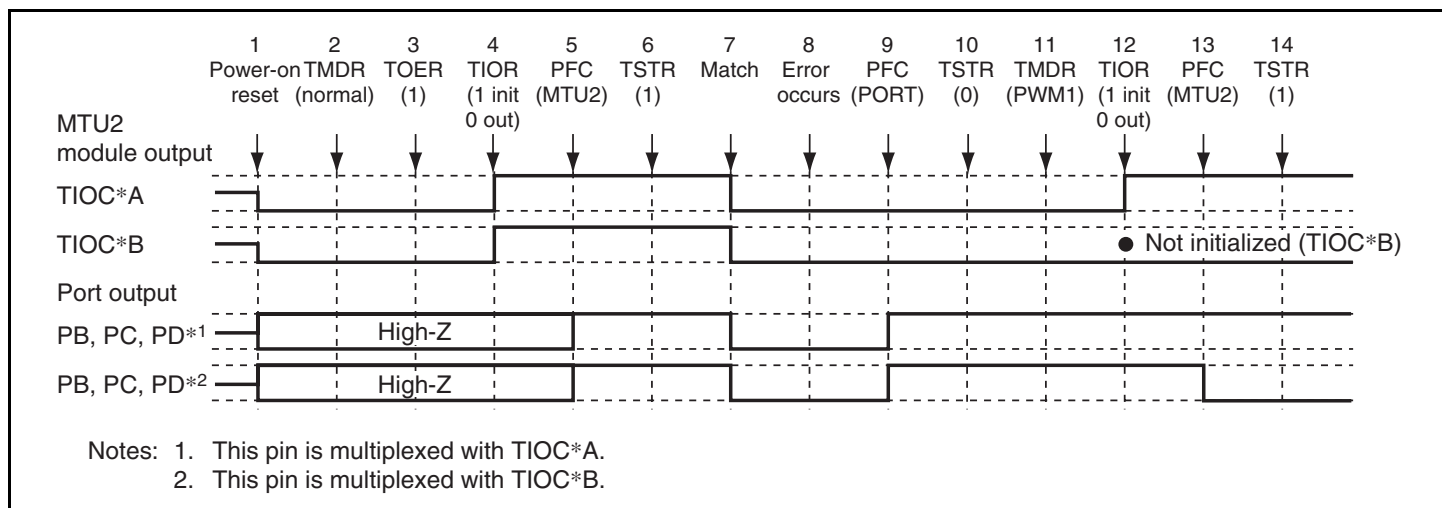 1 2 3 4 5 6 7 8 9 10 11 12 13 14
Power-on TMDR TOER TIOR PFC TSTR Match Error PFC TSTR TMDR TIOR PFC TSTR
reset (normal) (1) (1 init (MTU2) (1) occurs (PORT) (0) (PWM1) (1 init (MTU2) (1)
0 out) 0 out)
MTU2
module output
TIOC*A
TIOC*B
● Not initialized (TIOC*B)
Port output
PB, PC, PD*1
High-Z
PB, PC, PD*2
High-Z
Notes: 1. This pin is multiplexed with TIOC*A.
2. This pin is multiplexed with TIOC*B.